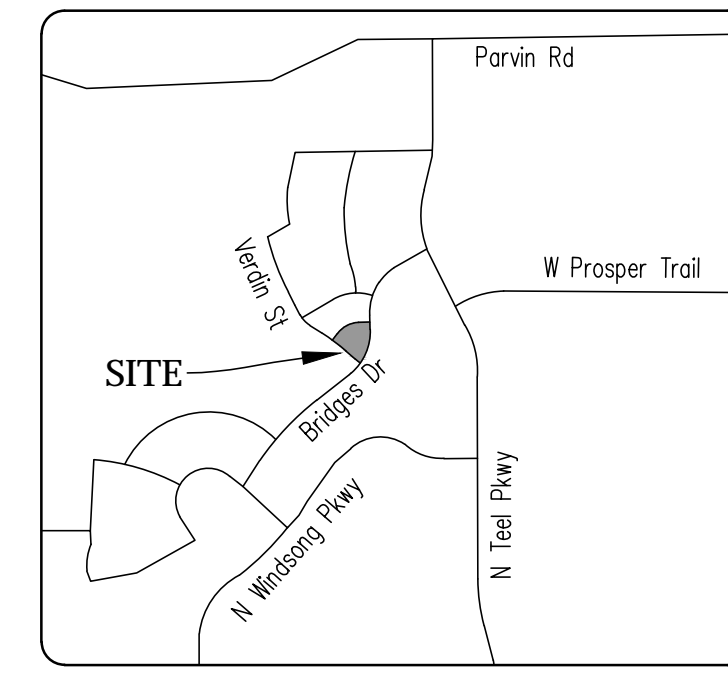 Parvin Rd
W Prosper Trail
Verdin St
SITE
Bridges Dr
N Teel Pkwy
N Windsong Pkwy